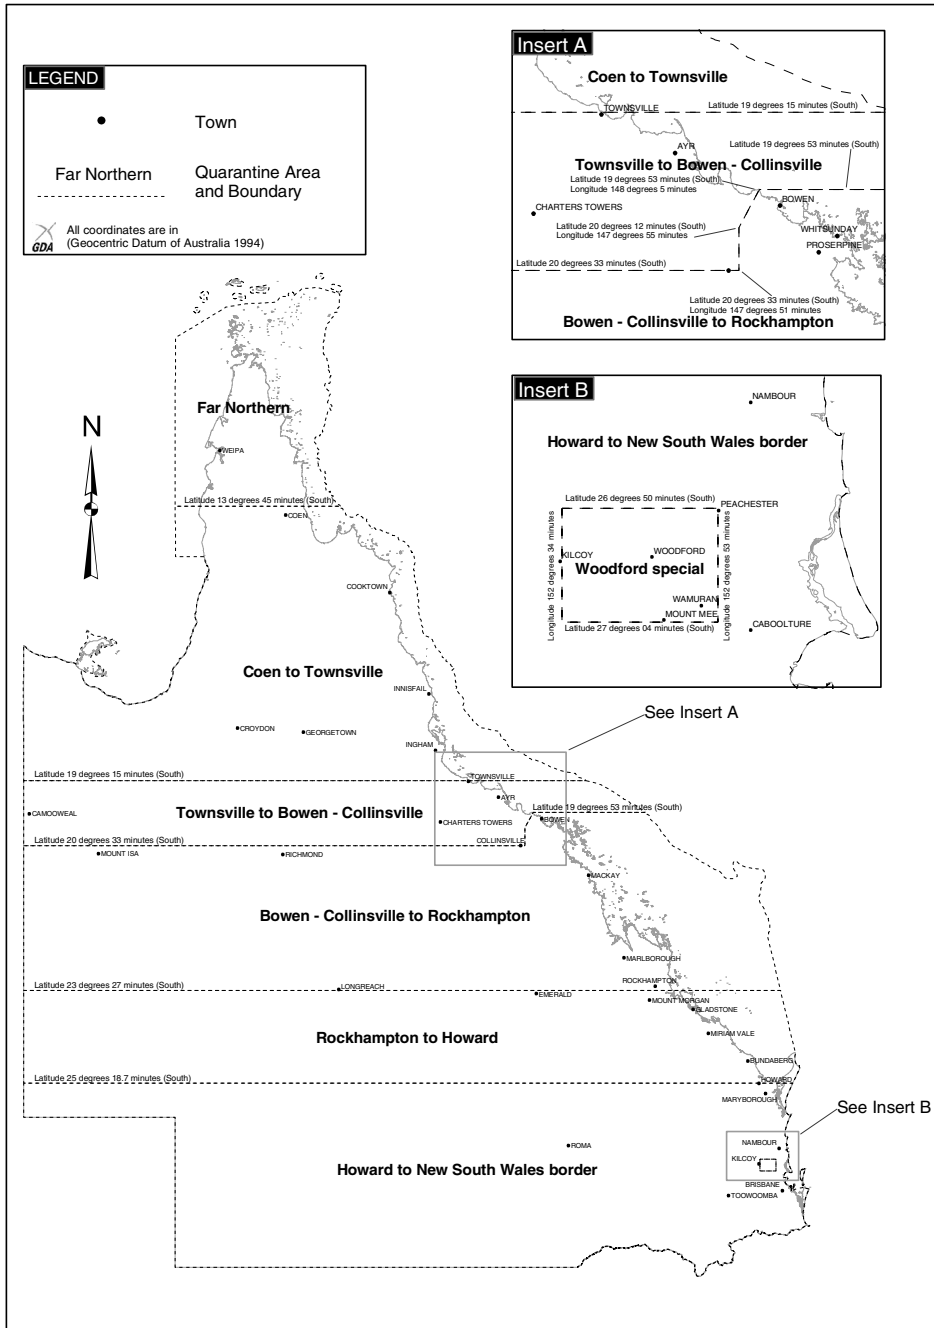 LEGEND
Town
Far Northern
Quarantine Area
and Boundary
GDA
All coordinates are in
(Geocentric Datum of Australia 1994)
Insert A
Coen to Townsville
Latitude 19 degrees 15 minutes (South)
TOWNSVILLE
AYR
Latitude 19 degrees 53 minutes (South)
Townsville to Bowen - Collinsville
Latitude 19 degrees 53 minutes (South)
Longitude 148 degrees 5 minutes
BOWEN
CHARTERS TOWERS
Latitude 20 degrees 12 minutes (South)
Longitude 147 degrees 55 minutes
WHITSUNDAY
PROSERPINE
Latitude 20 degrees 33 minutes (South)
Latitude 20 degrees 33 minutes (South)
Longitude 147 degrees 51 minutes
Bowen - Collinsville to Rockhampton
Insert B
NAMBOUR
Howard to New South Wales border
Latitude 26 degrees 50 minutes (South)
PEACHESTER
Longitude 152 degrees 34 minutes
Longitude 152 degrees 53 minutes
KILCOY
WOODFORD
Woodford special
WAMURAN
MOUNT MEE
Latitude 27 degrees 04 minutes (South)
CABOOLTURE
N
Far Northern
WEIPA
Latitude 13 degrees 45 minutes (South)
COEN
COOKTOWN
Coen to Townsville
INNISFAIL
CROYDON
GEORGETOWN
See Insert A
INGHAM
Latitude 19 degrees 15 minutes (South)
TOWNSVILLE
AYR
Latitude 19 degrees 53 minutes (South)
CAMOOWEAL
Townsville to Bowen - Collinsville
CHARTERS TOWERS
BOWEN
Latitude 20 degrees 33 minutes (South)
COLLINSVILLE
MOUNT ISA
RICHMOND
MACKAY
Bowen - Collinsville to Rockhampton
MARLBOROUGH
Latitude 23 degrees 27 minutes (South)
LONGREACH
ROCKHAMPTON
EMERALD
MOUNT MORGAN
GLADSTONE
Rockhampton to Howard
MIRIAM VALE
BUNDABERG
Latitude 25 degrees 18.7 minutes (South)
HOWARD
MARYBOROUGH
See Insert B
ROMA
NAMBOUR
KILCOY
Howard to New South Wales border
BRISBANE
TOOWOOMBA